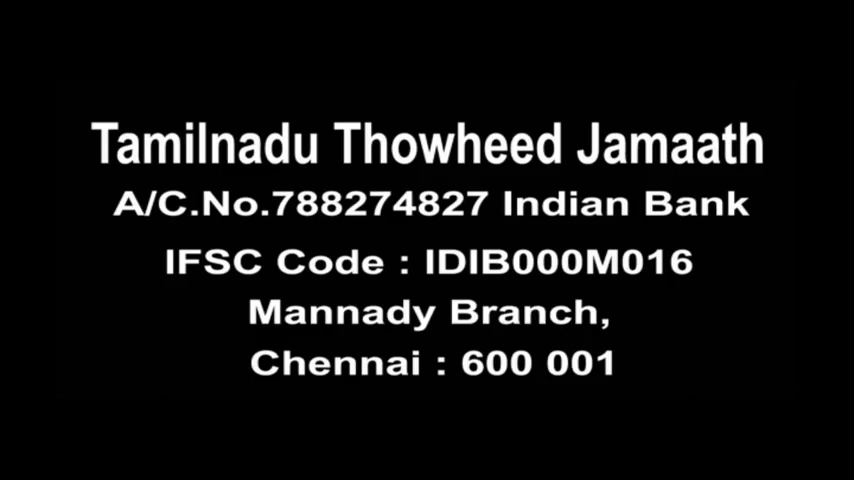 Tamilnadu Thowheed Jamaath
A/C.No.788274827 Indian Bank
IFSC Code : IDIB000M016
Mannady Branch,
Chennai : 600 001